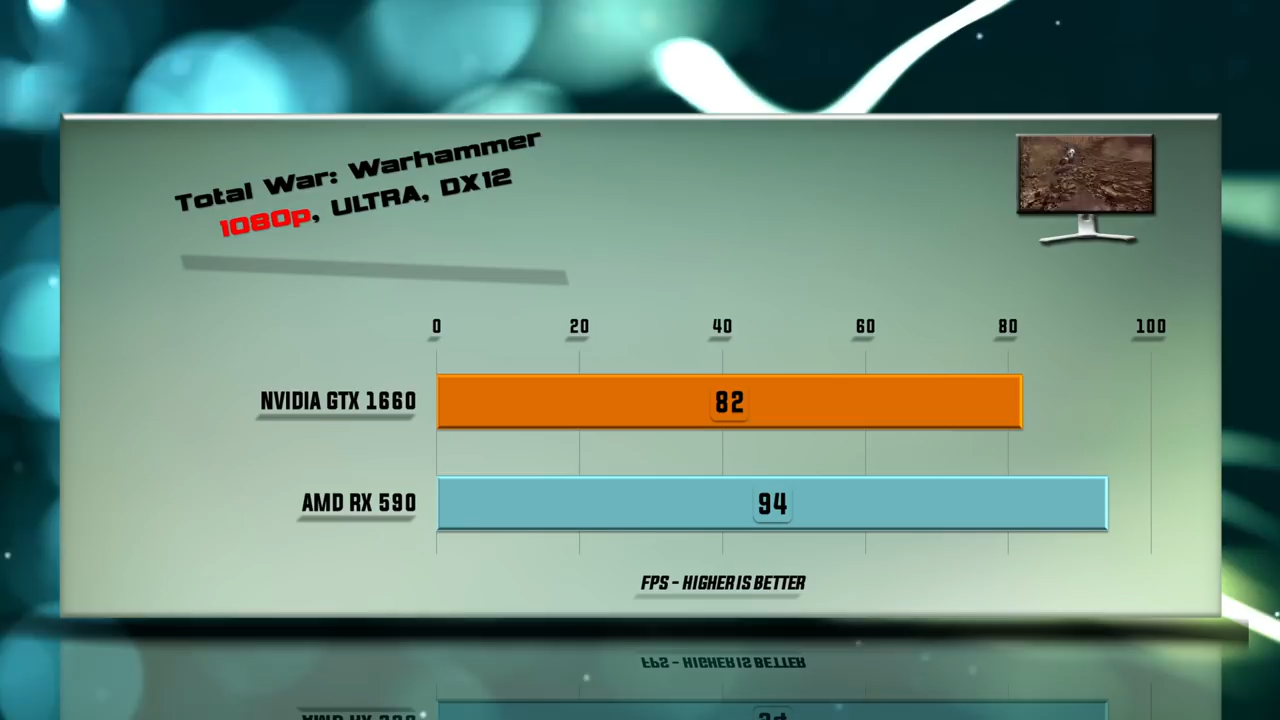 Total War: Warhammer
1080p, ULTRA, DX12
0 20 40 60 80 100
NVIDIA GTX 1660 82
AMD RX 590 94
FPS - HIGHER IS BETTER